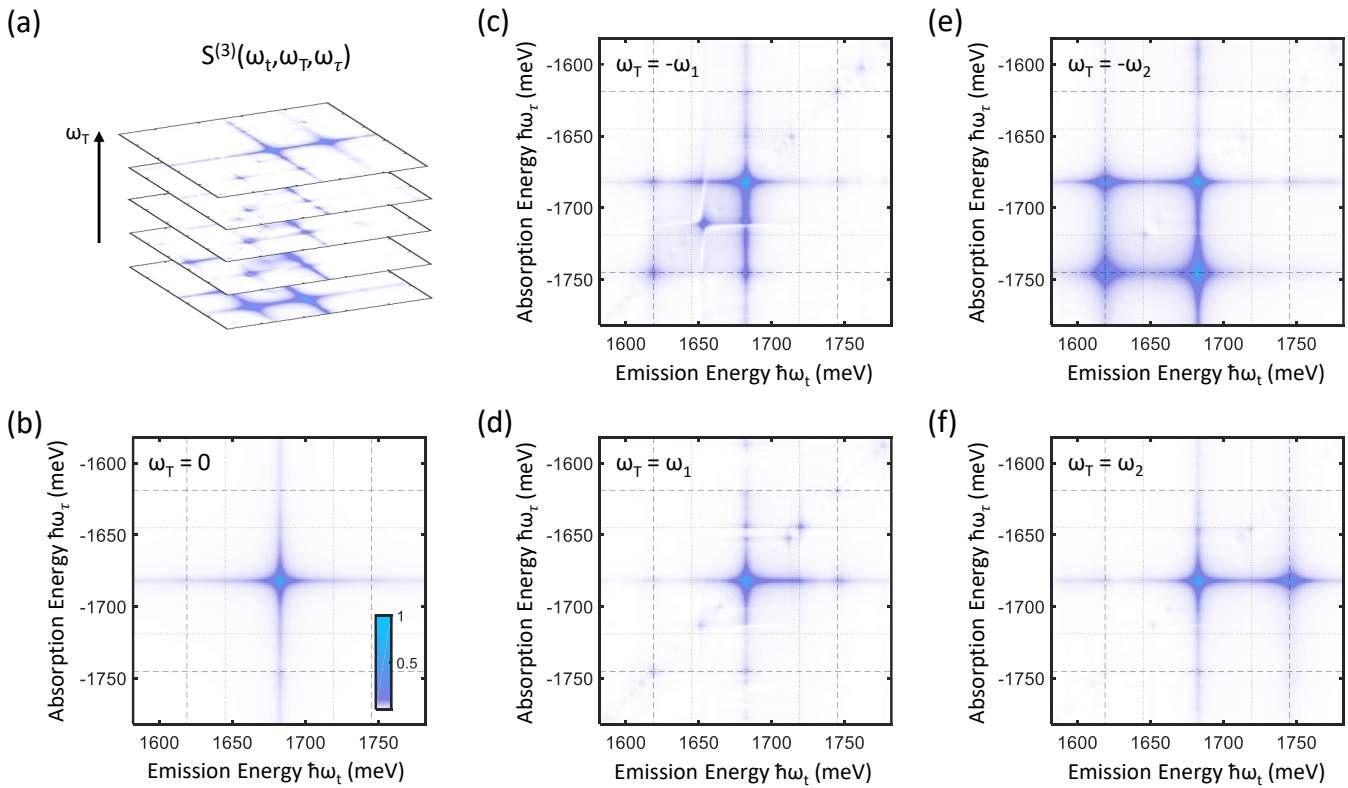 (a)
S(3)(ωt,ωT,ωτ)
ωT
(b)
ωT = 0
Absorption Energy ħωτ (meV)
-1600
-1650
-1700
-1750
1
0.5
1600 1650 1700 1750
Emission Energy ħωt (meV)
(c)
ωT = -ω1
Absorption Energy ħωτ (meV)
-1600
-1650
-1700
-1750
1600 1650 1700 1750
Emission Energy ħωt (meV)
(d)
ωT = ω1
Absorption Energy ħωτ (meV)
-1600
-1650
-1700
-1750
1600 1650 1700 1750
Emission Energy ħωt (meV)
(e)
ωT = -ω2
Absorption Energy ħωτ (meV)
-1600
-1650
-1700
-1750
1600 1650 1700 1750
Emission Energy ħωt (meV)
(f)
ωT = ω2
Absorption Energy ħωτ (meV)
-1600
-1650
-1700
-1750
1600 1650 1700 1750
Emission Energy ħωt (meV)